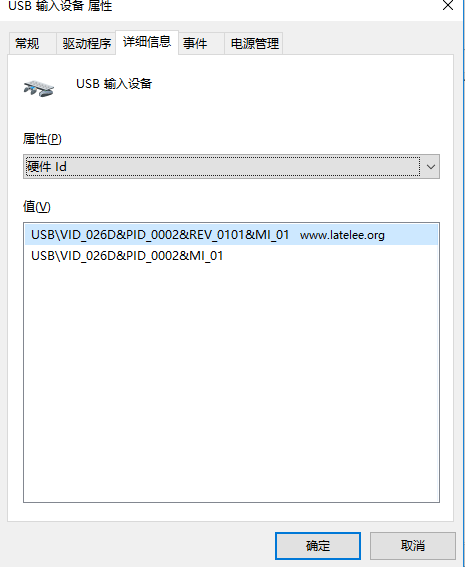 USB 输入设备 属性
常规 驱动程序 详细信息 事件 电源管理
USB 输入设备
属性(P)
硬件 Id
值(V)
USB\VID_026D&PID_0002&REV_0101&MI_01 www.latelee.org
USB\VID_026D&PID_0002&MI_01
确定 取消